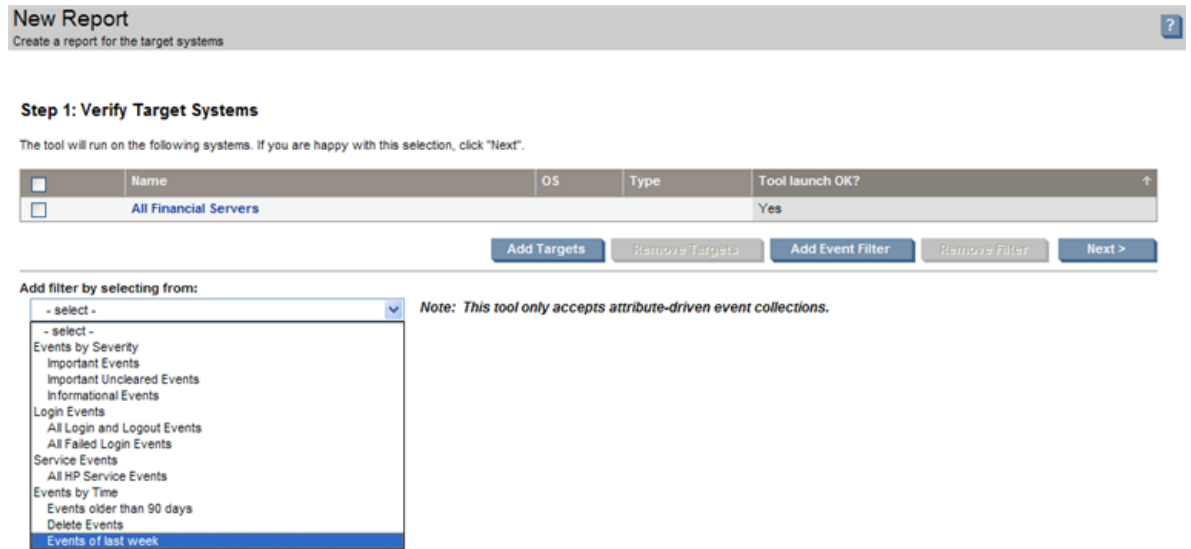 New Report
Create a report for the target systems
?
Step 1: Verify Target Systems
The tool will run on the following systems. If you are happy with this selection, click "Next".
Name OS Type Tool launch OK?
All Financial Servers Yes
Add Targets Remove Targets Add Event Filter Remove Filter Next >
Add filter by selecting from:
- select - Note: This tool only accepts attribute-driven event collections.
- select -
Events by Severity
Important Events
Important Uncleared Events
Informational Events
Login Events
All Login and Logout Events
All Failed Login Events
Service Events
All HP Service Events
Events by Time
Events older than 90 days
Delete Events
Events of last week